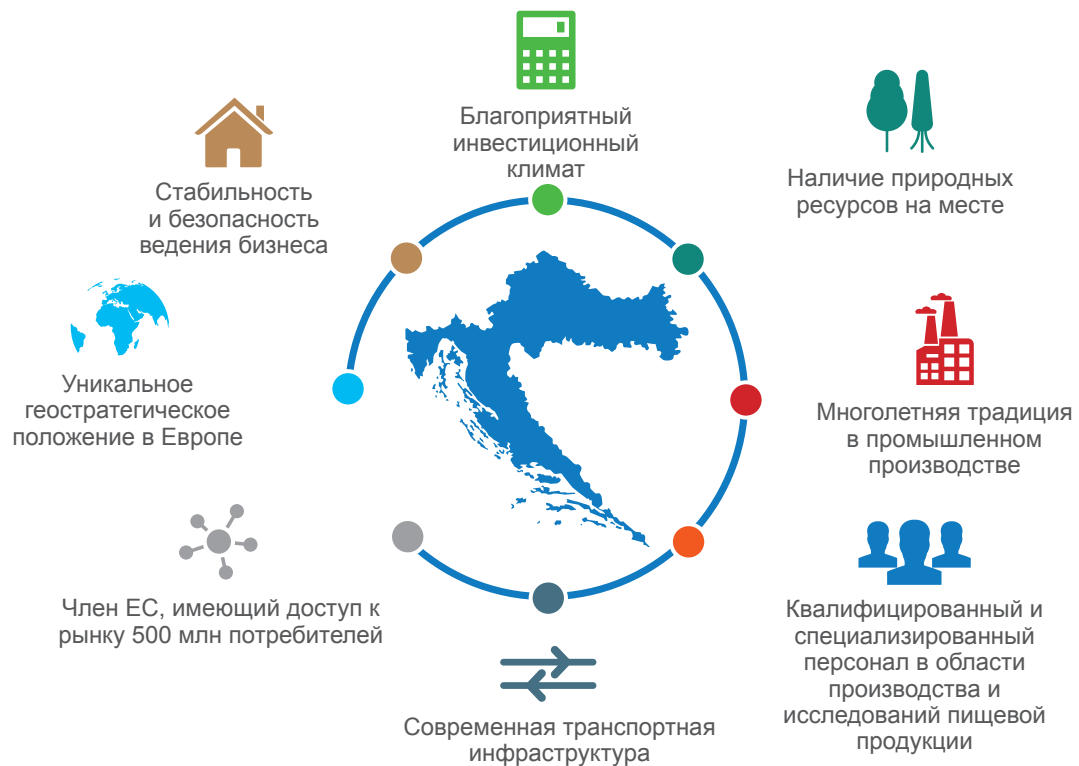 Благоприятный
инвестиционный
климат
Стабильность
и безопасность
ведения бизнеса
Наличие природных
ресурсов на месте
Уникальное
геостратегическое
положение в Европе
Многолетняя традиция
в промышленном
производстве
Член ЕС, имеющий доступ к
рынку 500 млн потребителей
Квалифицированный и
специализированный
персонал в области
производства и
исследований пищевой
продукции
Современная транспортная
инфраструктура